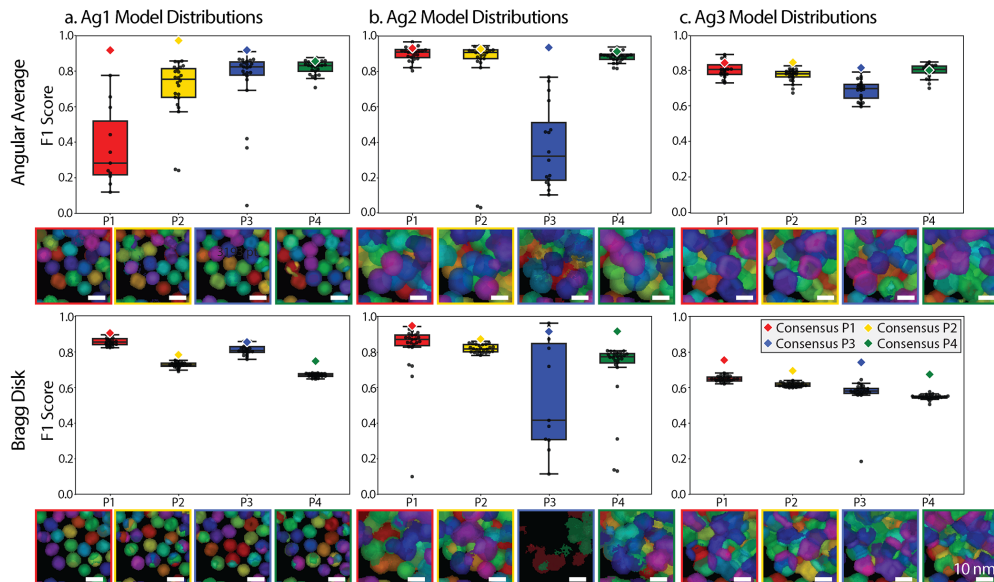 a. Ag1 Model Distributions
b. Ag2 Model Distributions
c. Ag3 Model Distributions
Angular Average
F1 Score
1.0
0.8
0.6
0.4
0.2
0.0
P1 P2 P3 P4
1.0
0.8
0.6
0.4
0.2
0.0
P1 P2 P3 P4
1.0
0.8
0.6
0.4
0.2
0.0
P1 P2 P3 P4
Bragg Disk
F1 Score
1.0
0.8
0.6
0.4
0.2
0.0
P1 P2 P3 P4
1.0
0.8
0.6
0.4
0.2
0.0
P1 P2 P3 P4
Consensus P1 Consensus P2
Consensus P3 Consensus P4
1.0
0.8
0.6
0.4
0.2
0.0
P1 P2 P3 P4
10 nm